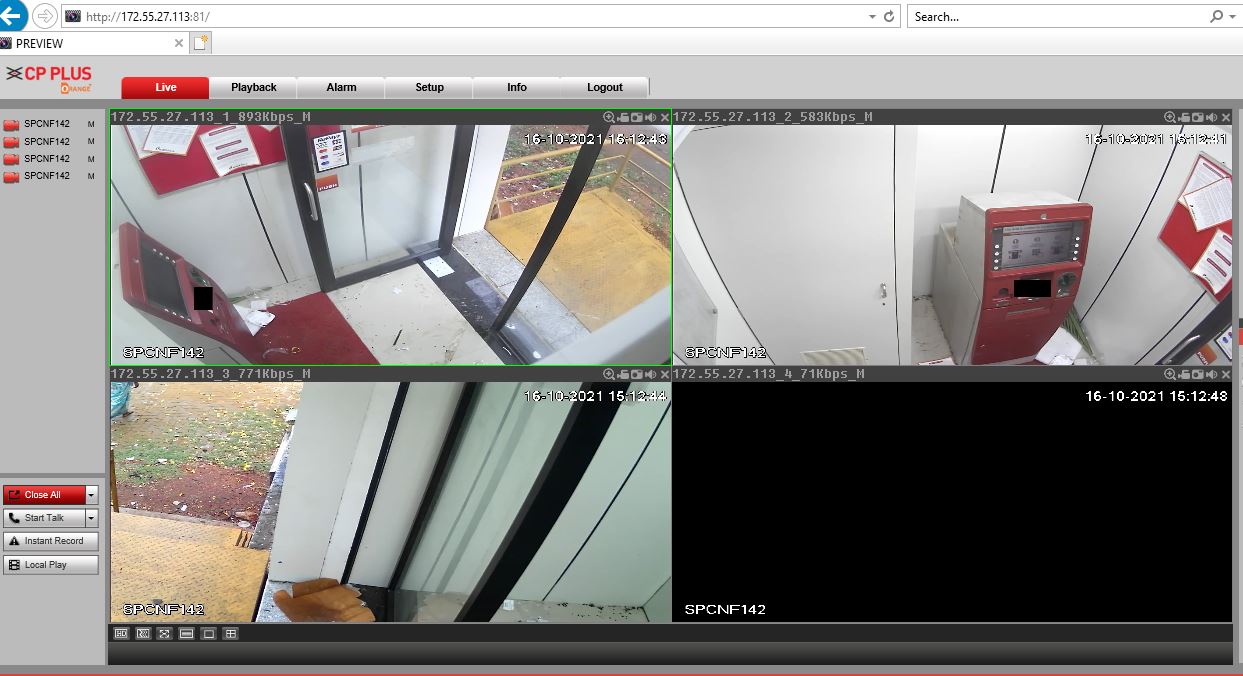 http://172.55.27.113:81/
Search...
PREVIEW
CP PLUS
ORANGE
Live
Playback
Alarm
Setup
Info
Logout
SPCNF142 M
SPCNF142 M
SPCNF142 M
SPCNF142 M
172.55.27.113_1_893Kbps_M
16-10-2021 15:12:43
PUSH
SPCNF142
172.55.27.113_2_583Kbps_M
16-10-2021 15:12:41
SPCNF142
172.55.27.113_3_771Kbps_M
16-10-2021 15:12:44
SPCNF142
172.55.27.113_4_71Kbps_M
16-10-2021 15:12:48
SPCNF142
Close All
Start Talk
Instant Record
Local Play
HD